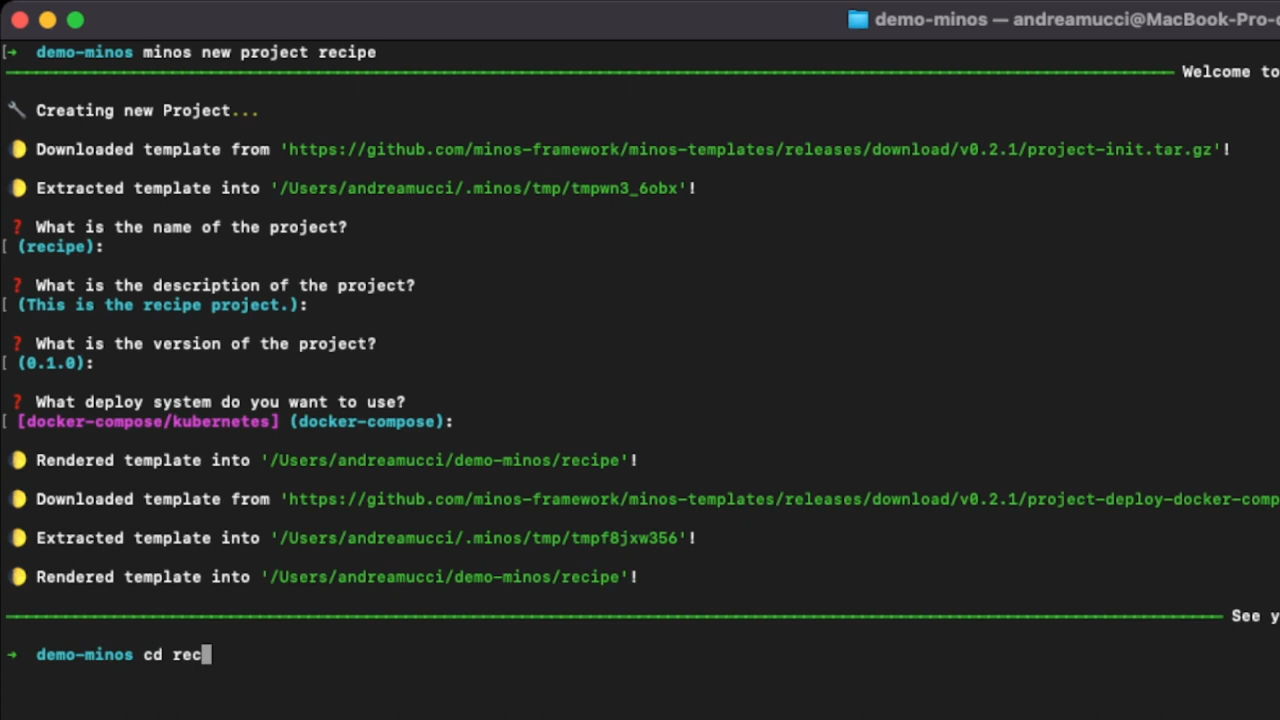 demo-minos — andreamucci@MacBook-Pro-
[➜ demo-minos minos new project recipe
Welcome to
Creating new Project...
Downloaded template from 'https://github.com/minos-framework/minos-templates/releases/download/v0.2.1/project-init.tar.gz'!
Extracted template into '/Users/andreamucci/.minos/tmp/tmpwn3_6obx'!
? What is the name of the project?
[ (recipe):
? What is the description of the project?
[ (This is the recipe project.):
? What is the version of the project?
[ (0.1.0):
? What deploy system do you want to use?
[ [docker-compose/kubernetes] (docker-compose):
Rendered template into '/Users/andreamucci/demo-minos/recipe'!
Downloaded template from 'https://github.com/minos-framework/minos-templates/releases/download/v0.2.1/project-deploy-docker-comp
Extracted template into '/Users/andreamucci/.minos/tmp/tmpf8jxw356'!
Rendered template into '/Users/andreamucci/demo-minos/recipe'!
See y
➜ demo-minos cd rec